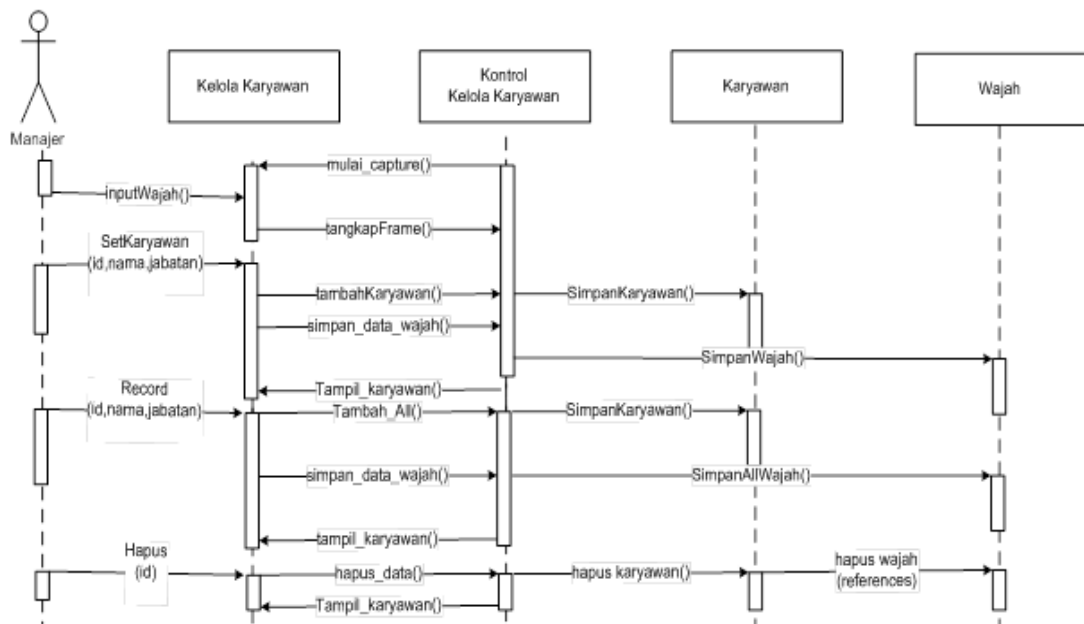 Manajer
Kelola Karyawan
Kontrol
Kelola Karyawan
Karyawan
Wajah
mulai_capture()
inputWajah()
tangkapFrame()
SetKaryawan
(id,nama,jabatan)
tambahKaryawan()
SimpanKaryawan()
simpan_data_wajah()
SimpanWajah()
Tampil_karyawan()
Record
(id,nama,jabatan)
Tambah_All()
SimpanKaryawan()
simpan_data_wajah()
SimpanAllWajah()
tampil_karyawan()
Hapus
(id)
hapus_data()
hapus karyawan()
hapus wajah
(references)
Tampil_karyawan()